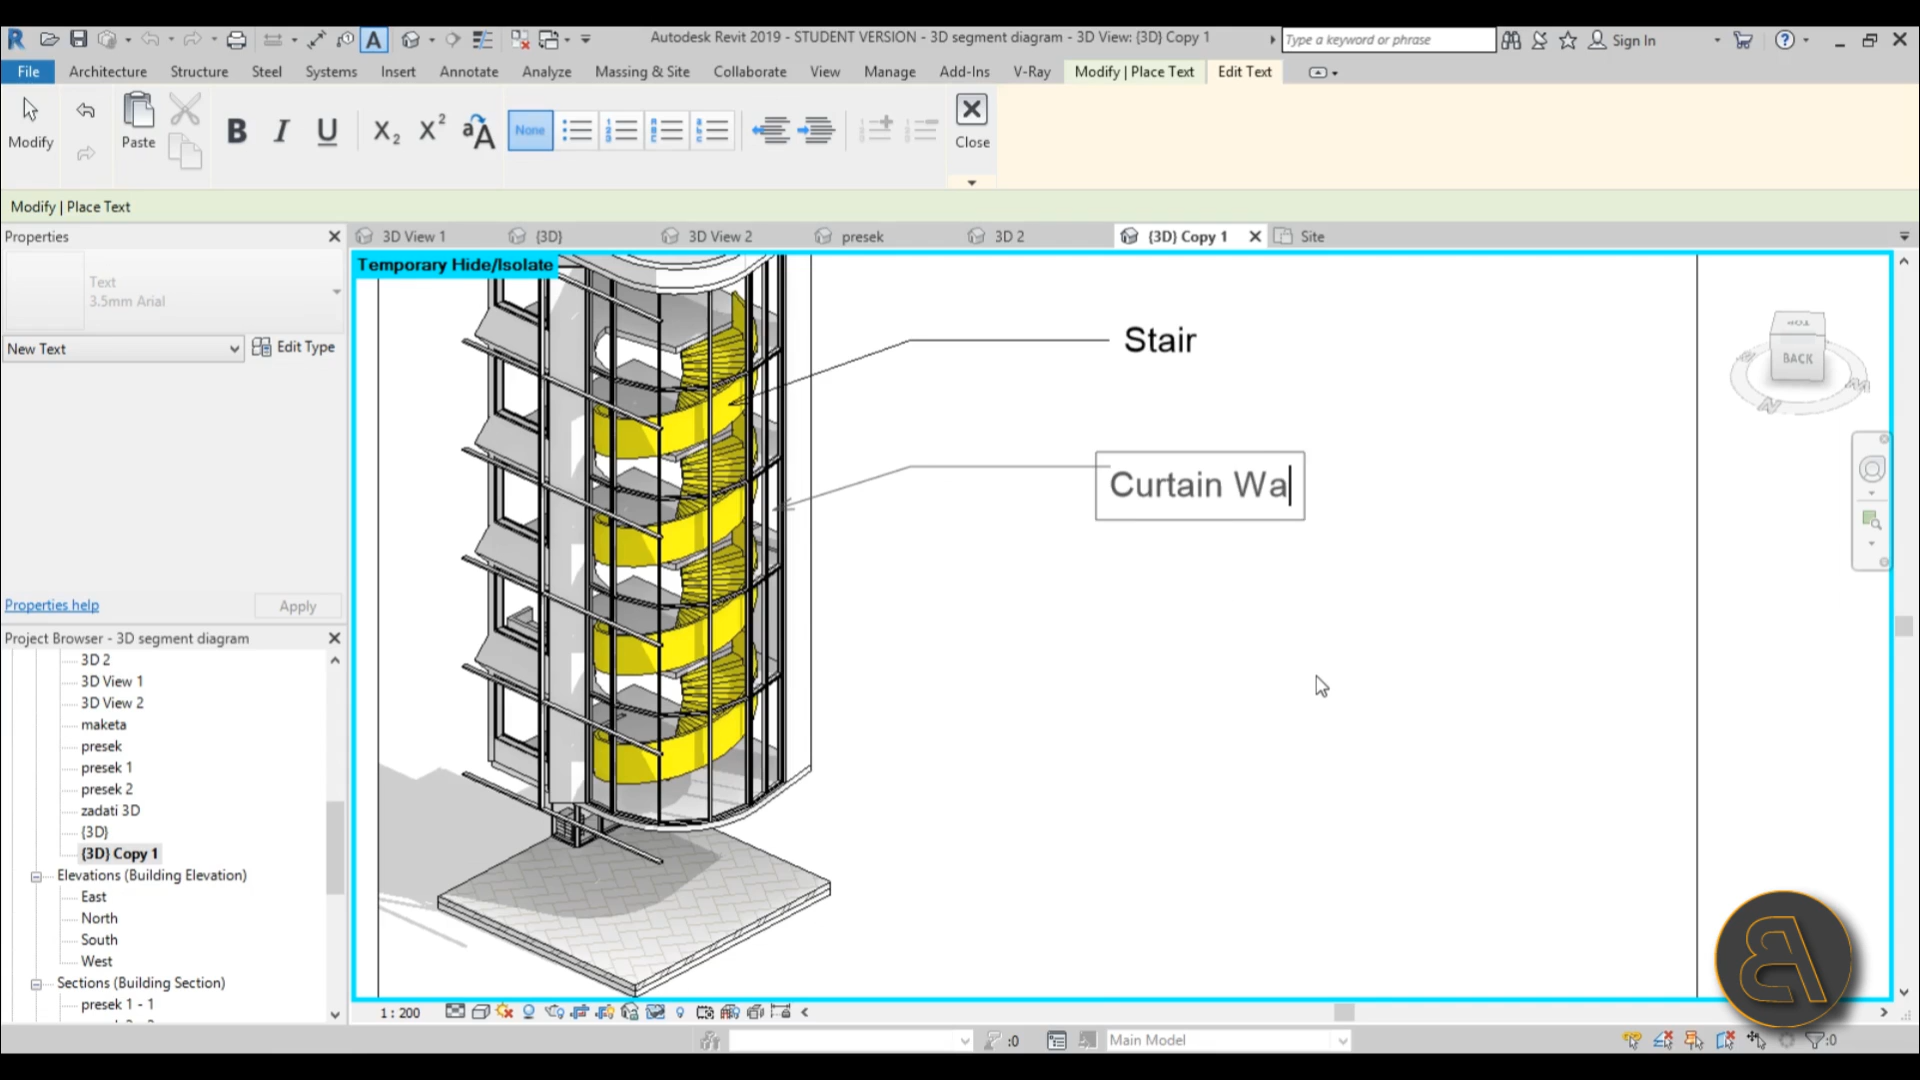 Autodesk Revit 2019 - STUDENT VERSION - 3D segment diagram - 3D View: {3D} Copy 1
Type a keyword or phrase
Sign In
File Architecture Structure Steel Systems Insert Annotate Analyze Massing & Site Collaborate View Manage Add-Ins V-Ray Modify | Place Text Edit Text
Modify
Paste
None
Close
Modify | Place Text
Properties
3D View 1
{3D}
3D View 2
presek
3D 2
{3D} Copy 1
Site
Text
3.5mm Arial
New Text
Edit Type
Temporary Hide/Isolate
Stair
Curtain Wa
BACK
TOP
Properties help
Apply
Project Browser - 3D segment diagram
3D 2
3D View 1
3D View 2
maketa
presek
presek 1
presek 2
zadati 3D
{3D}
{3D} Copy 1
Elevations (Building Elevation)
East
North
South
West
Sections (Building Section)
presek 1 - 1
1 : 200
:0
Main Model
:0